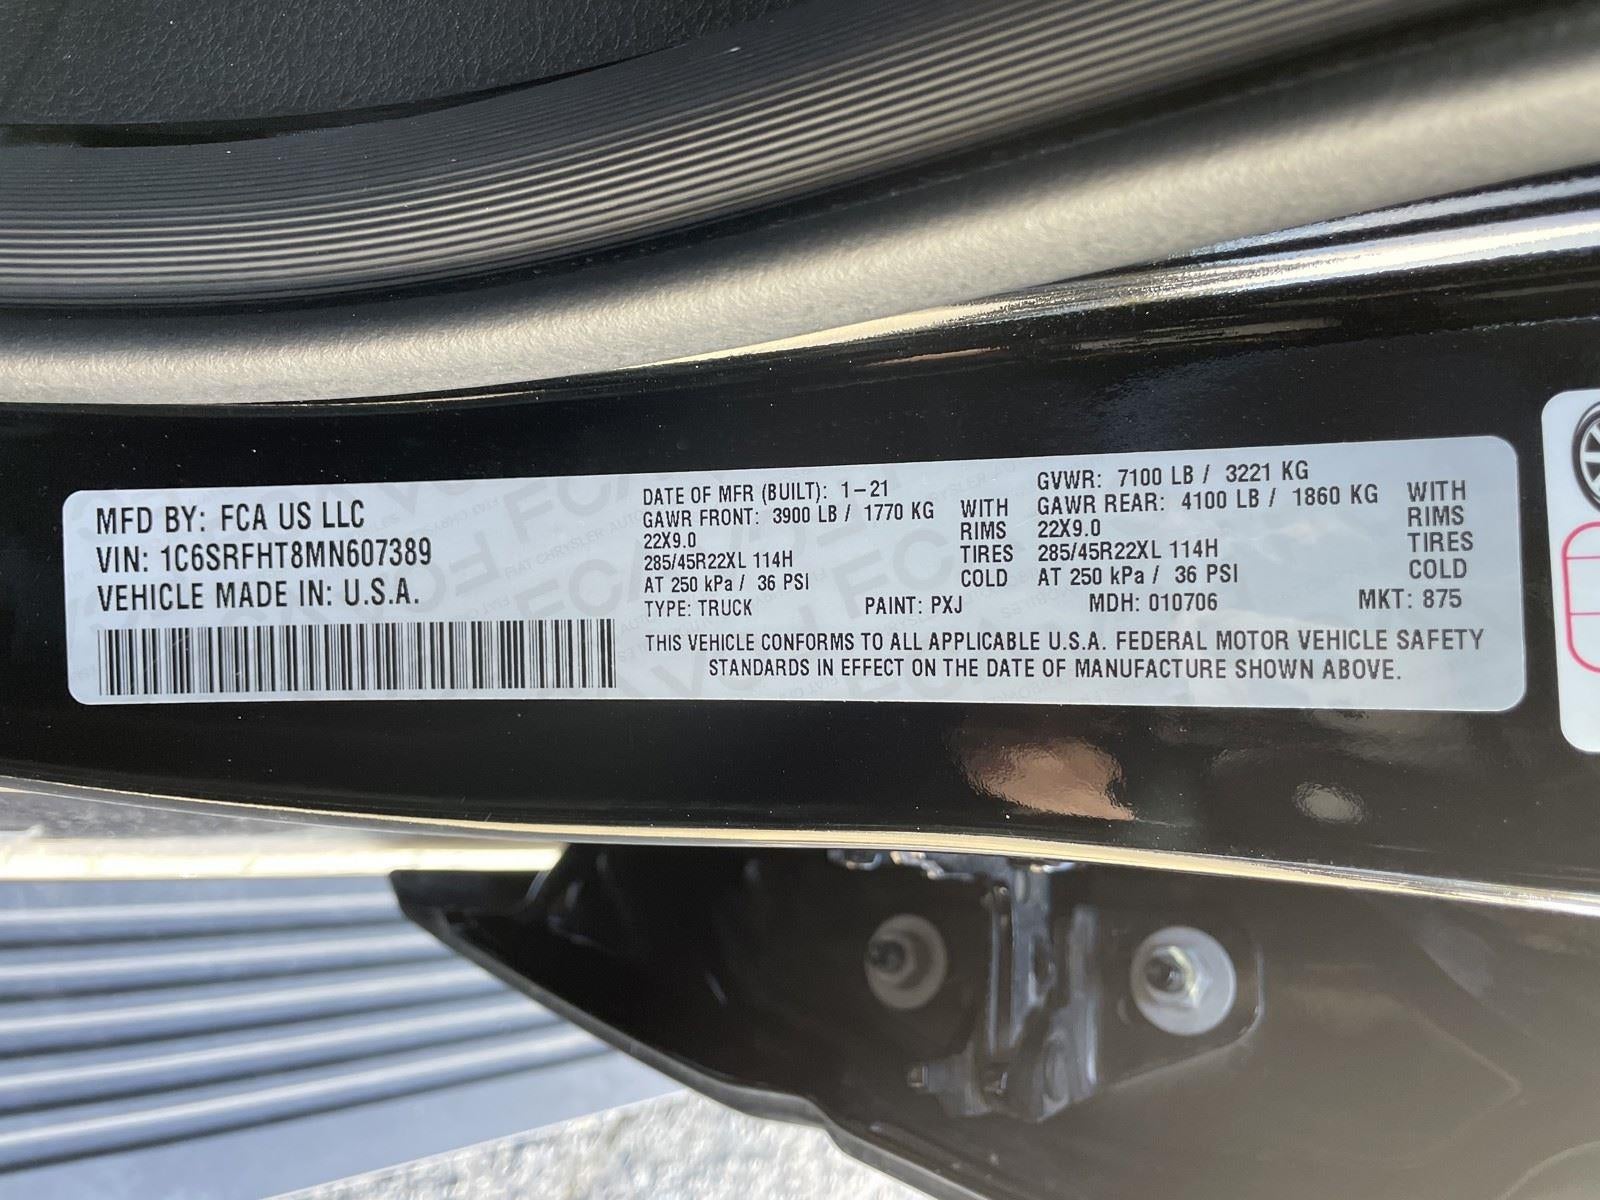 MFD BY: FCA US LLC
VIN: 1C6SRFHT8MN607389
VEHICLE MADE IN: U.S.A.
DATE OF MFR (BUILT): 1-21
GAWR FRONT: 3900 LB / 1770 KG WITH
22X9.0 RIMS
285/45R22XL 114H TIRES
AT 250 kPa / 36 PSI COLD
GVWR: 7100 LB / 3221 KG
GAWR REAR: 4100 LB / 1860 KG WITH
22X9.0 RIMS
285/45R22XL 114H TIRES
AT 250 kPa / 36 PSI COLD
TYPE: TRUCK PAINT: PXJ MDH: 010706 MKT: 875
THIS VEHICLE CONFORMS TO ALL APPLICABLE U.S.A. FEDERAL MOTOR VEHICLE SAFETY
STANDARDS IN EFFECT ON THE DATE OF MANUFACTURE SHOWN ABOVE.